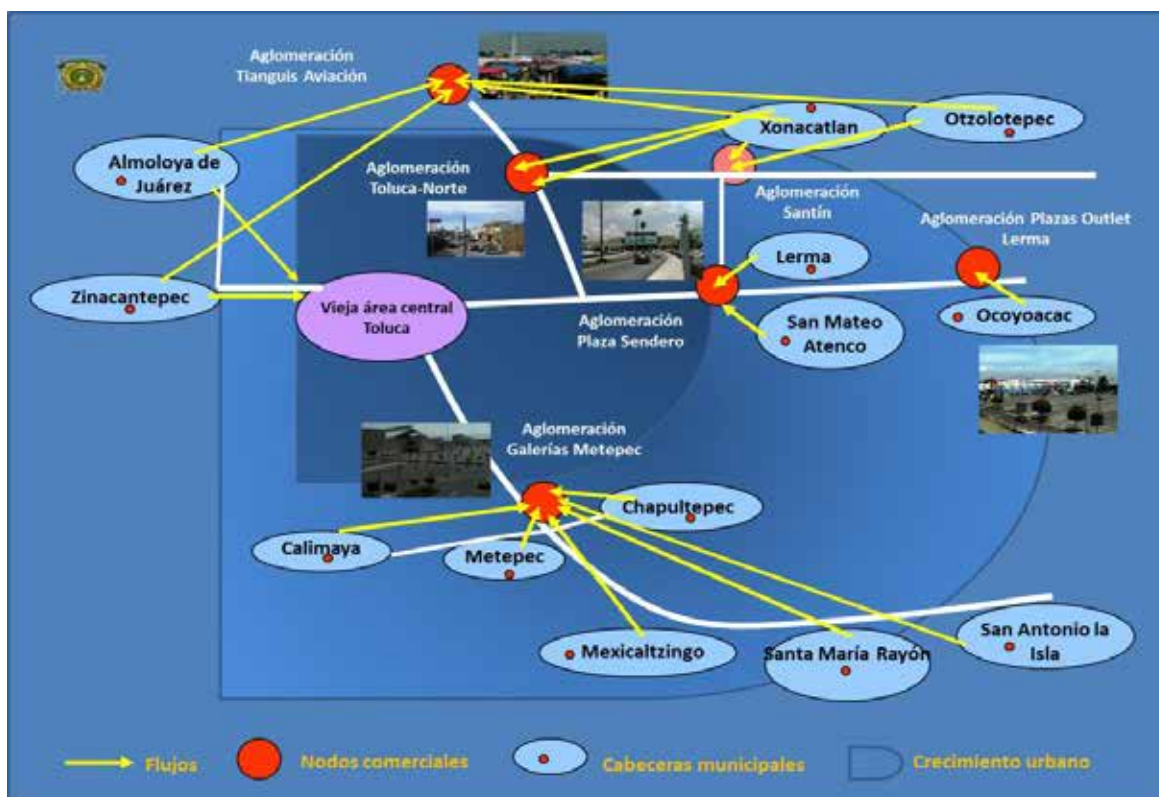 Aglomeración
Tianguis Aviación
Xonacatlan
Otzolotepec
Almoloya de
Juárez
Aglomeración
Toluca-Norte
Aglomeración
Santín
Aglomeración Plazas Outlet
Lerma
Lerma
Zinacantepec
Vieja área central
Toluca
Aglomeración
Plaza Sendero
San Mateo
Atenco
Ocoyoacac
Aglomeración
Galerías Metepec
Chapultepec
Calimaya
Metepec
Mexicaltzingo
Santa María Rayón
San Antonio la
Isla
Flujos
Nodos comerciales
Cabeceras municipales
Crecimiento urbano